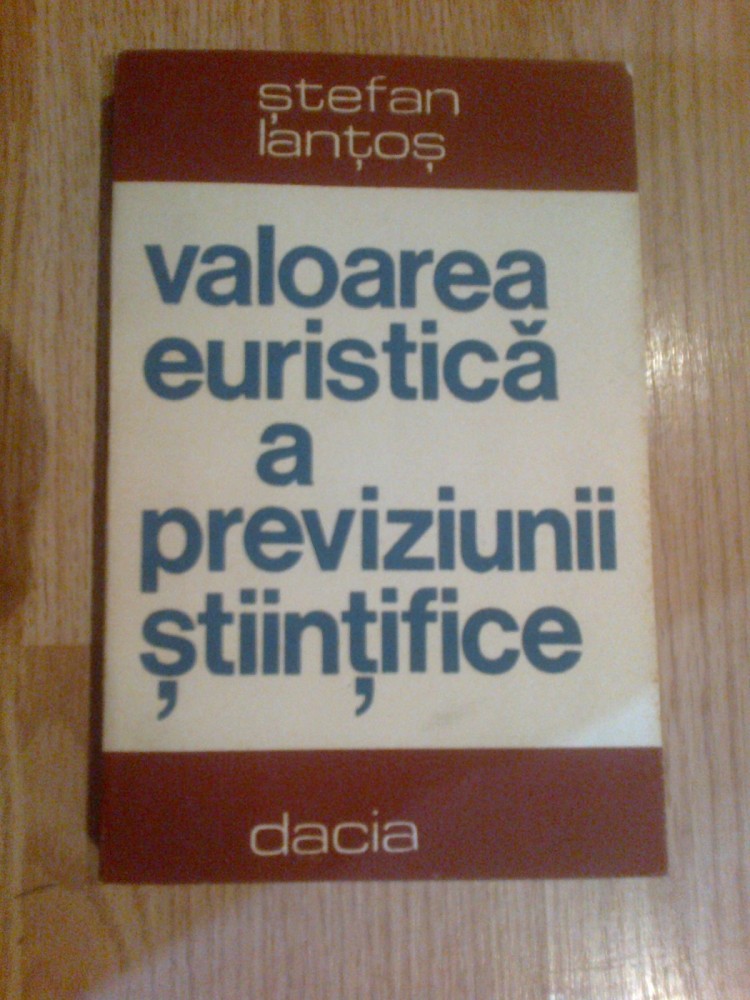 ștefan
lanțoș
valoarea
euristică
a
previziunii
științifice
dacia